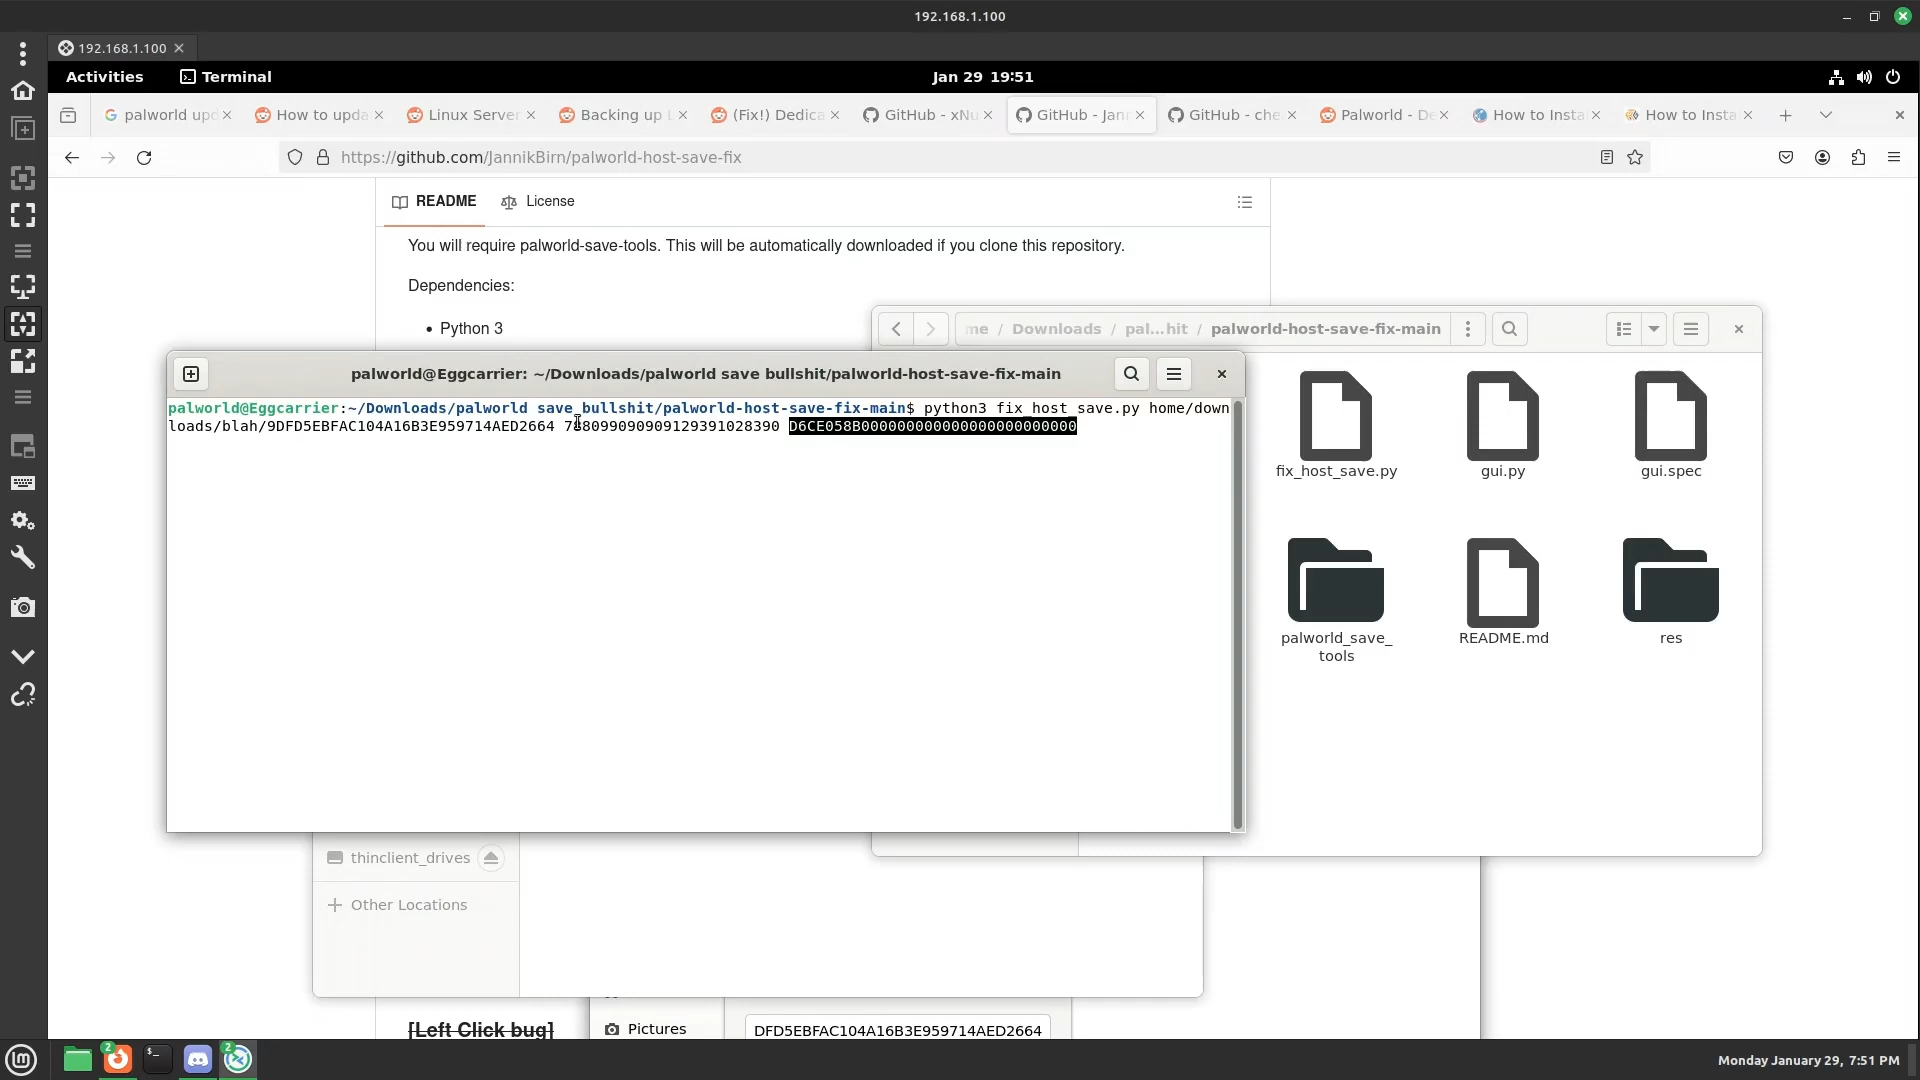 192.168.1.100
192.168.1.100
Activities
Terminal
Jan 29 19:51
palworld upd
How to upda
Linux Server
Backing up L
(Fix!) Dedica
GitHub - xNu
GitHub - Jann
GitHub - che
Palworld - De
How to Insta
How to Insta
https://github.com/JannikBirn/palworld-host-save-fix
README
License
You will require palworld-save-tools. This will be automatically downloaded if you clone this repository.
Dependencies:
• Python 3
me / Downloads / pal...hit / palworld-host-save-fix-main
palworld@Eggcarrier: ~/Downloads/palworld save bullshit/palworld-host-save-fix-main
palworld@Eggcarrier:~/Downloads/palworld save bullshit/palworld-host-save-fix-main$ python3 fix_host_save.py home/down
loads/blah/9DFD5EBFAC104A16B3E959714AED2664
D6CE058B000000000000000000000000
fix_host_save.py
gui.py
gui.spec
palworld_save_
tools
README.md
res
thinclient_drives
+ Other Locations
[Left Click bug]
Pictures
DFD5EBFAC104A16B3E959714AED2664
2
2
2
Monday January 29, 7:51 PM